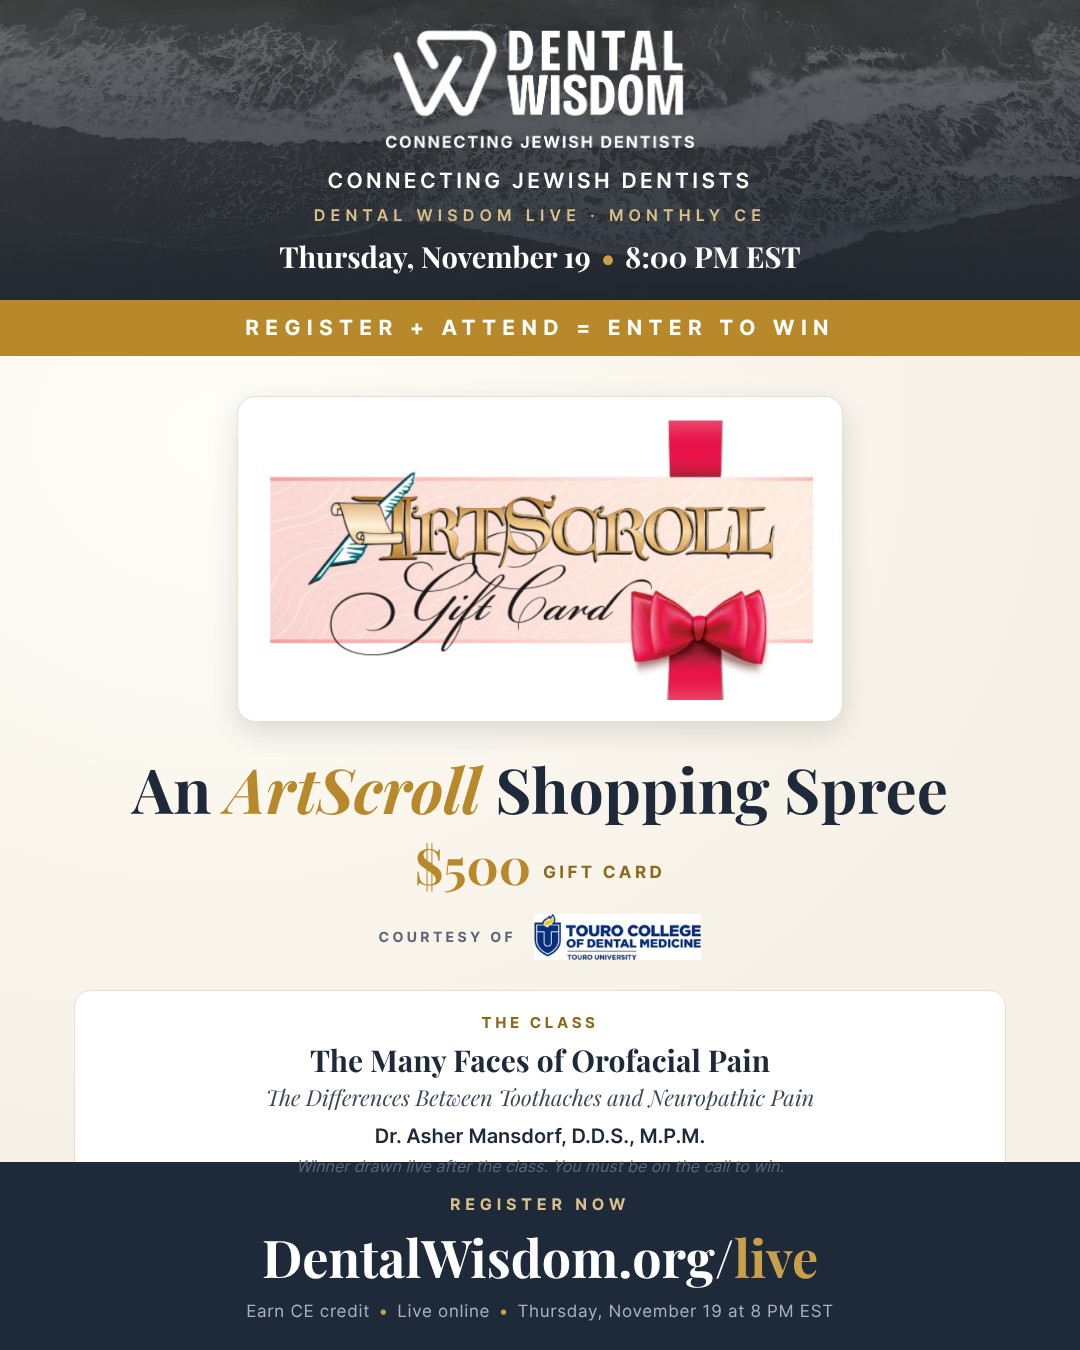 DENTAL
WISDOM
CONNECTING JEWISH DENTISTS
CONNECTING JEWISH DENTISTS
DENTAL WISDOM LIVE · MONTHLY CE
Thursday, November 19 • 8:00 PM EST
REGISTER + ATTEND = ENTER TO WIN
ARTSCROLL
Gift Card
An ArtScroll Shopping Spree
$500 GIFT CARD
COURTESY OF
TOURO COLLEGE
OF DENTAL MEDICINE
TOURO UNIVERSITY
THE CLASS
The Many Faces of Orofacial Pain
The Differences Between Toothaches and Neuropathic Pain
Dr. Asher Mansdorf, D.D.S., M.P.M.
Winner drawn live after the class. You must be on the call to win.
REGISTER NOW
DentalWisdom.org/live
Earn CE credit • Live online • Thursday, November 19 at 8 PM EST